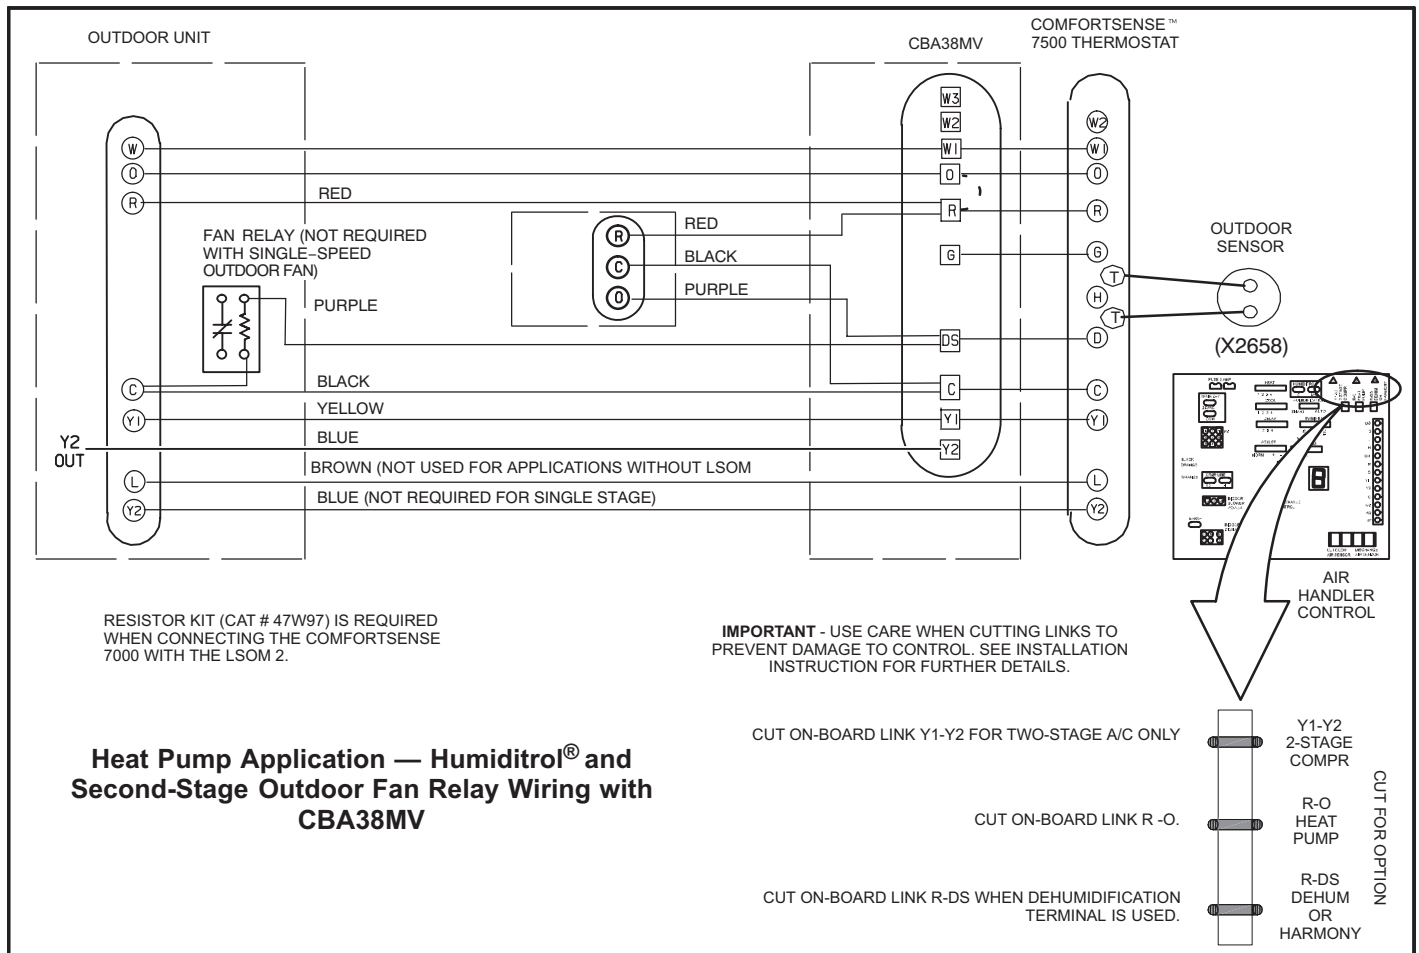 OUTDOOR UNIT
CBA38MV
COMFORTSENSE™
7500 THERMOSTAT
W3
W2
W2
W
W1
W1
O
O
O
RED
R
R
R
FAN RELAY (NOT REQUIRED
WITH SINGLE-SPEED
OUTDOOR FAN)
PURPLE
R
C
O
RED
BLACK
PURPLE
G
G
T
H
T
DS
D
OUTDOOR
SENSOR
(X2658)
C
BLACK
C
C
Y1
YELLOW
Y1
Y1
Y2
OUT
BLUE
Y2
BROWN (NOT USED FOR APPLICATIONS WITHOUT LSOM
L
L
BLUE (NOT REQUIRED FOR SINGLE STAGE)
Y2
Y2
AIR
HANDLER
CONTROL
RESISTOR KIT (CAT # 47W97) IS REQUIRED
WHEN CONNECTING THE COMFORTSENSE
7000 WITH THE LSOM 2.
IMPORTANT - USE CARE WHEN CUTTING LINKS TO
PREVENT DAMAGE TO CONTROL. SEE INSTALLATION
INSTRUCTION FOR FURTHER DETAILS.
Heat Pump Application — Humiditrol® and
Second-Stage Outdoor Fan Relay Wiring with
CBA38MV
CUT ON-BOARD LINK Y1-Y2 FOR TWO-STAGE A/C ONLY
Y1-Y2
2-STAGE
COMPR
CUT ON-BOARD LINK R -O.
R-O
HEAT
PUMP
CUT ON-BOARD LINK R-DS WHEN DEHUMIDIFICATION
TERMINAL IS USED.
R-DS
DEHUM
OR
HARMONY
CUT FOR OPTION